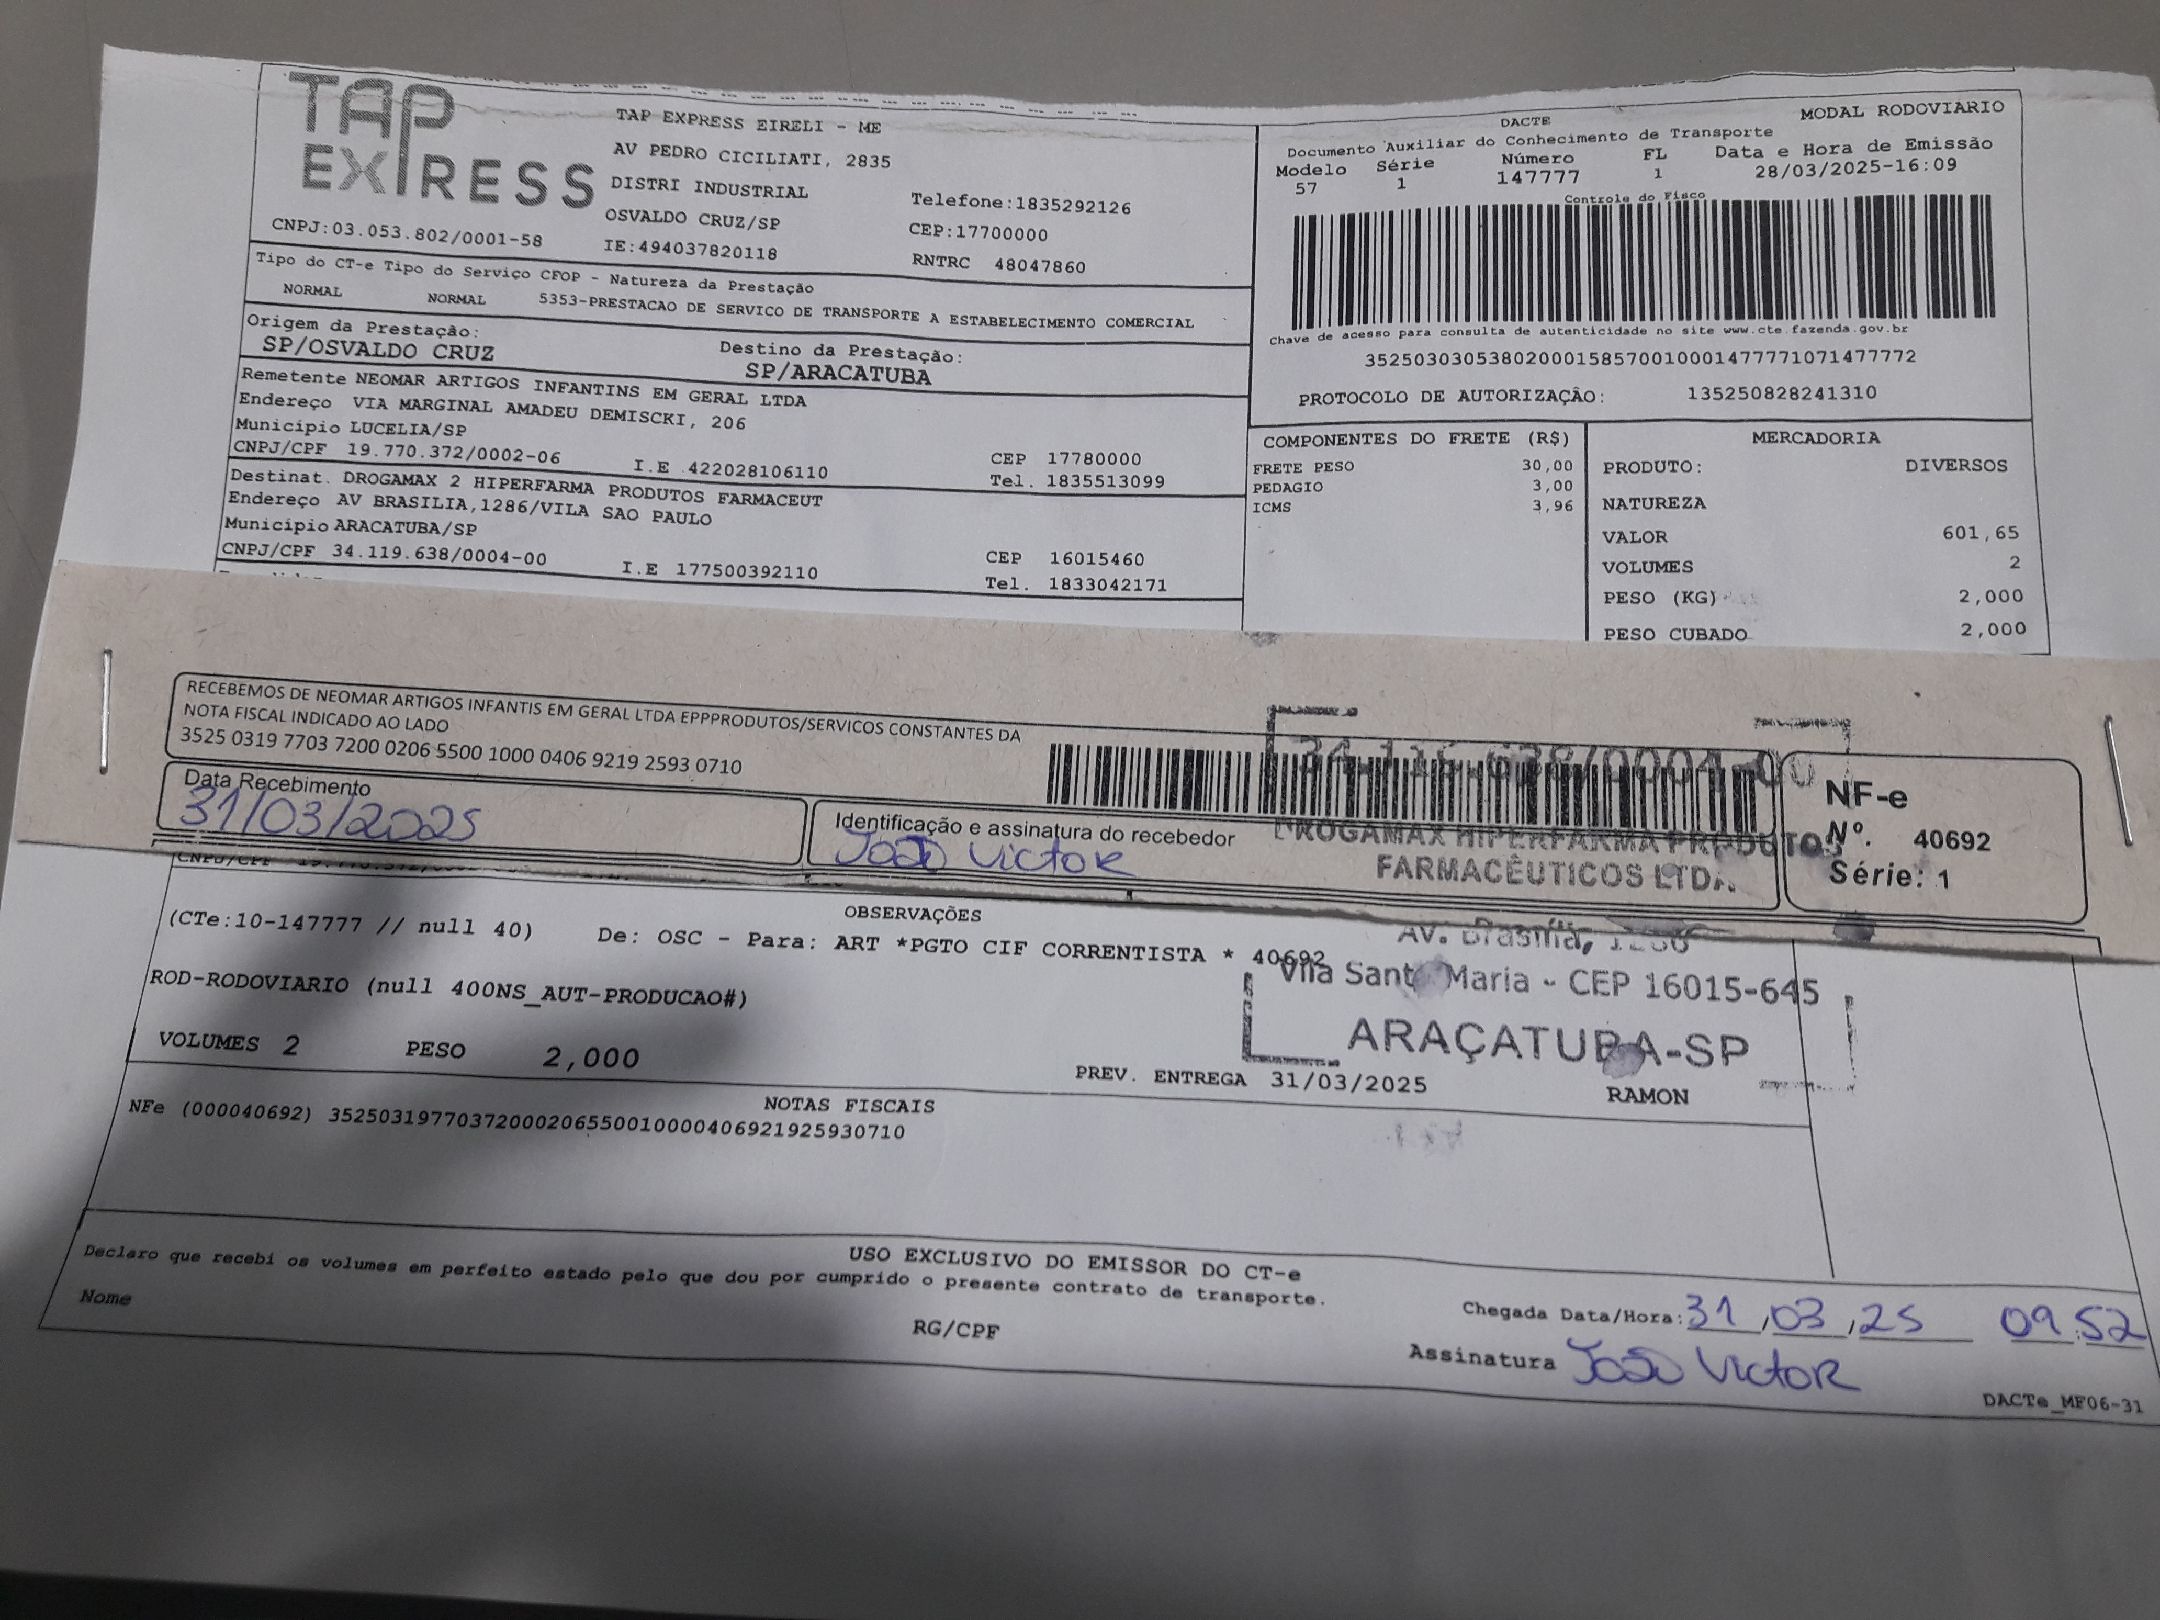 TAP EXPRESS
TAP EXPRESS EIRELI - ME
AV PEDRO CICILIATI, 2835
DISTRI INDUSTRIAL
OSVALDO CRUZ/SP
IE:494037820118
Telefone:1835292126
CEP:17700000
RNTRC 48047860
CNPJ:03.053.802/0001-58
Tipo do CT-e Tipo do Serviço CFOP - Natureza da Prestação
NORMAL NORMAL 5353-PRESTACAO DE SERVICO DE TRANSPORTE A ESTABELECIMENTO COMERCIAL
Origem da Prestação:
SP/OSVALDO CRUZ
Destino da Prestação:
SP/ARACATUBA
Remetente NEOMAR ARTIGOS INFANTINS EM GERAL LTDA
Endereço VIA MARGINAL AMADEU DEMISCKI, 206
Municipio LUCELIA/SP
CNPJ/CPF 19.770.372/0002-06 I.E 422028106110
CEP 17780000
Tel. 1835513099
Destinat. DROGAMAX 2 HIPERFARMA PRODUTOS FARMACEUT
Endereço AV BRASILIA,1286/VILA SAO PAULO
Municipio ARACATUBA/SP
CNPJ/CPF 34.119.638/0004-00 I.E 177500392110
CEP 16015460
Tel. 1833042171
DACTE MODAL RODOVIARIO
Documento Auxiliar do Conhecimento de Transporte
Modelo Série Número FL Data e Hora de Emissão
57 1 147777 1 28/03/2025-16:09
Controle do Fisco
Chave de acesso para consulta de autenticidade no site www.cte.fazenda.gov.br
35250303053802000158570010001477771071477772
PROTOCOLO DE AUTORIZAÇÃO: 135250828241310
COMPONENTES DO FRETE (R$)
FRETE PESO 30,00
PEDAGIO 3,00
ICMS 3,96
MERCADORIA
PRODUTO: DIVERSOS
NATUREZA
VALOR 601,65
VOLUMES 2
PESO (KG) 2,000
PESO CUBADO 2,000
RECEBEMOS DE NEOMAR ARTIGOS INFANTIS EM GERAL LTDA EPPPRODUTOS/SERVICOS CONSTANTES DA
NOTA FISCAL INDICADO AO LADO
3525 0319 7703 7200 0206 5500 1000 0406 9219 2593 0710
Data Recebimento
31/03/2025
Identificação e assinatura do recebedor
João Victor
NF-e
Nº. 40692
Série: 1
DROGAMAX HIPERFARMA PRODUTOS
FARMACÊUTICOS LTDA.
Av. Brasília, 1286
Vila Santa Maria - CEP 16015-645
ARAÇATUBA-SP
OBSERVAÇÕES
(CTe:10-147777 // null 40) De: OSC - Para: ART *PGTO CIF CORRENTISTA * 40692
ROD-RODOVIARIO (null 400NS_AUT-PRODUCAO#)
VOLUMES 2 PESO 2,000
PREV. ENTREGA 31/03/2025 RAMON
NOTAS FISCAIS
NFe (000040692) 35250319770372000206550010000406921925930710
USO EXCLUSIVO DO EMISSOR DO CT-e
Declaro que recebi os volumes em perfeito estado pelo que dou por cumprido o presente contrato de transporte.
Nome RG/CPF
Chegada Data/Hora: 31/03/25 09:52
Assinatura João Victor
DACTe_MF06-31